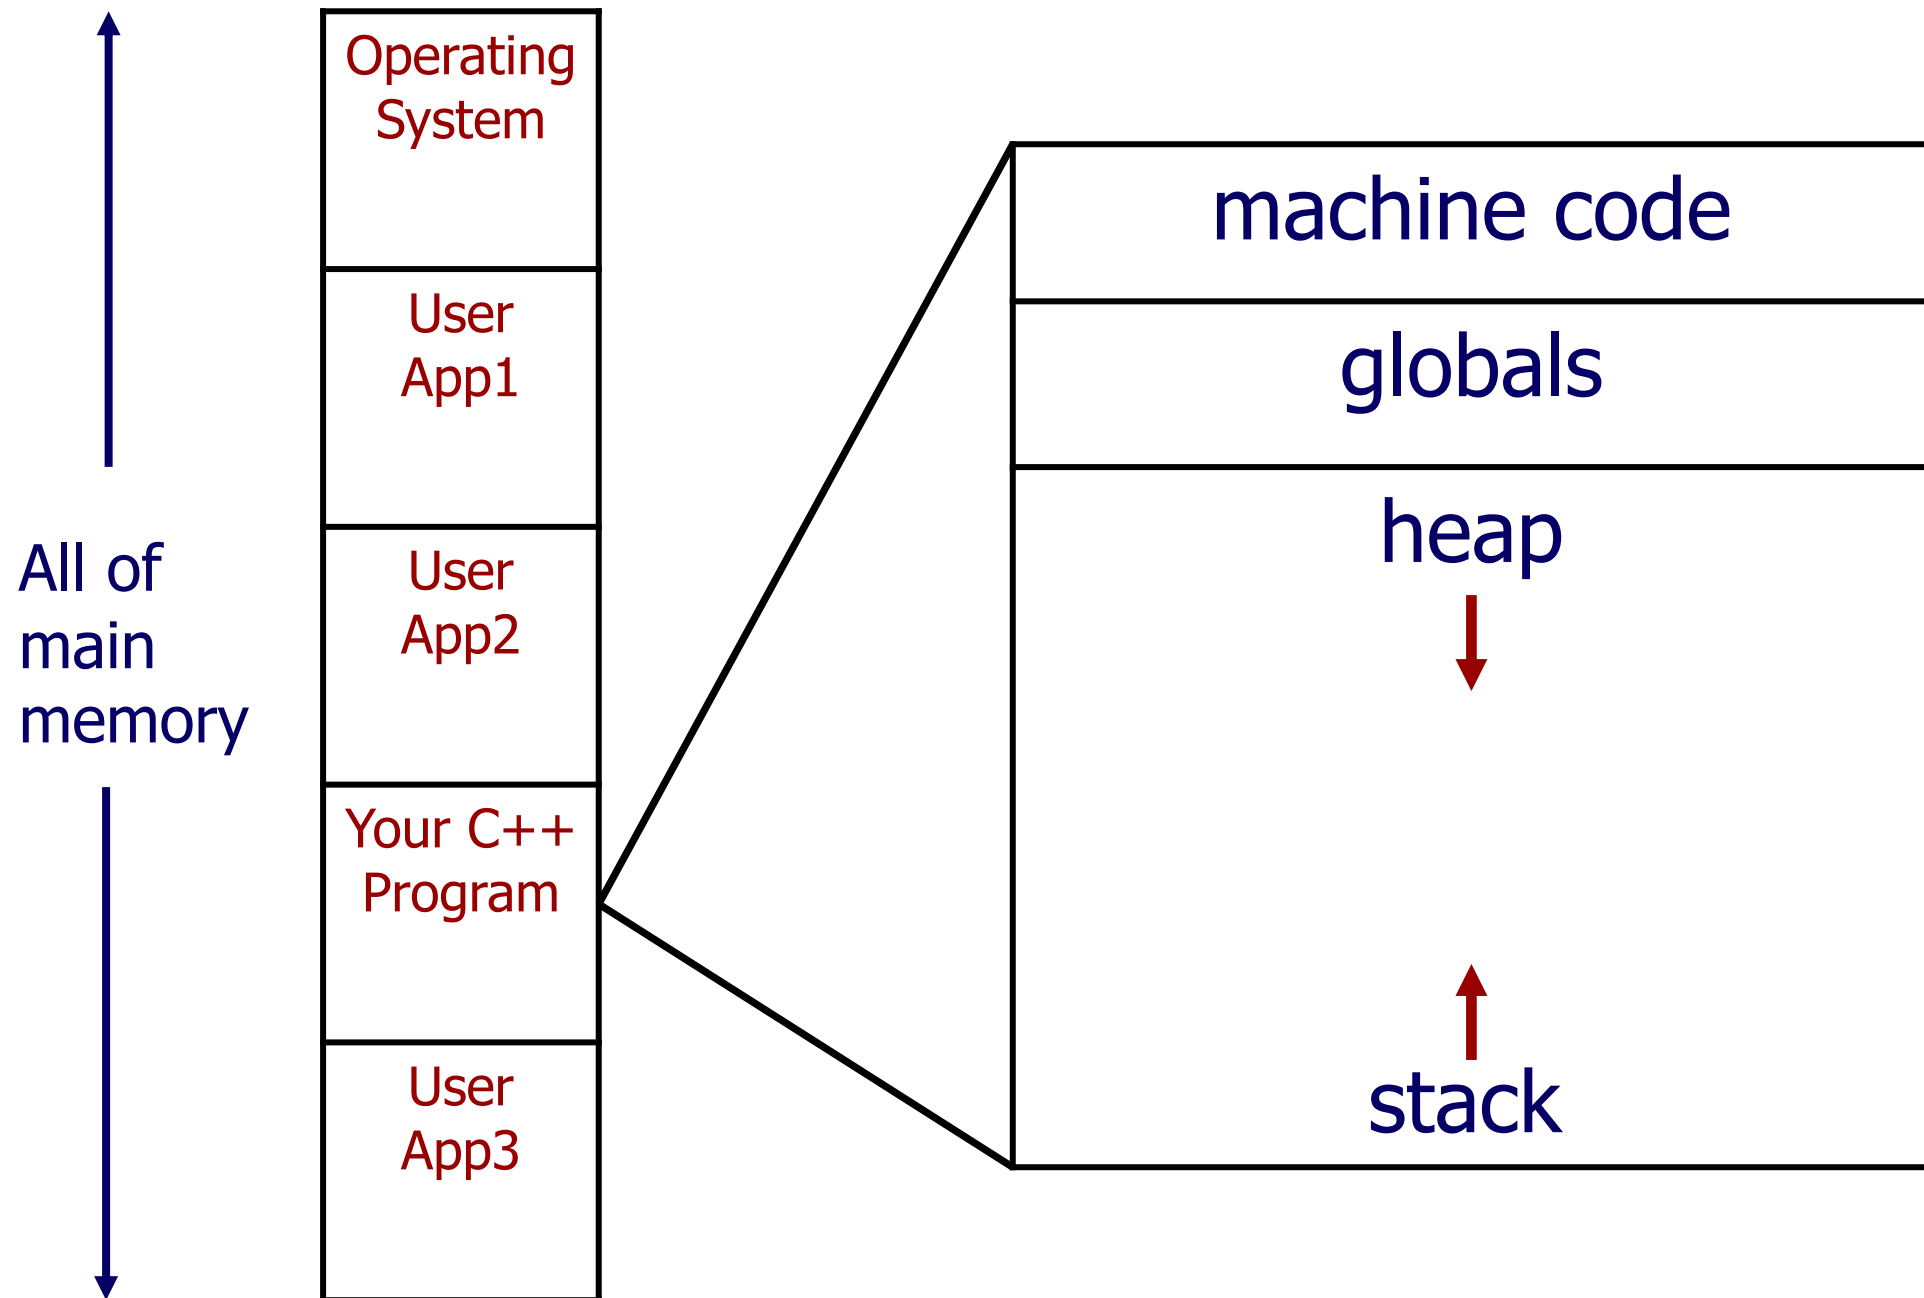 All of
main
memory
Operating
System
User
App1
User
App2
Your C++
Program
User
App3
machine code
globals
heap
stack